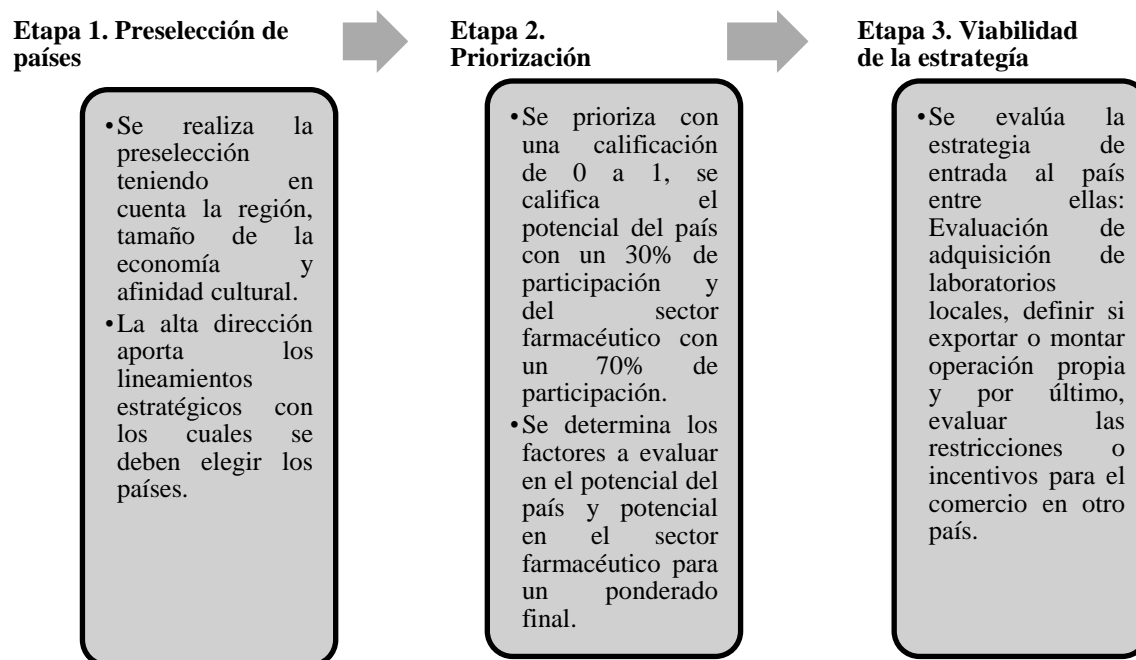 Etapa 1. Preselección de
países
•Se realiza la
preselección
teniendo en
cuenta la región,
tamaño de la
economía y
afinidad cultural.
•La alta dirección
aporta los
lineamientos
estratégicos con
los cuales se
deben elegir los
países.
Etapa 2.
Priorización
•Se prioriza con
una calificación
de 0 a 1, se
califica el
potencial del país
con un 30% de
participación y
del sector
farmacéutico con
un 70% de
participación.
•Se determina los
factores a evaluar
en el potencial del
país y potencial
en el sector
farmacéutico para
un ponderado
final.
Etapa 3. Viabilidad
de la estrategía
•Se evalúa la
estrategia de
entrada al país
entre ellas:
Evaluación de
adquisición de
laboratorios
locales, definir si
exportar o montar
operación propia
y por último,
evaluar las
restricciones o
incentivos para el
comercio en otro
país.